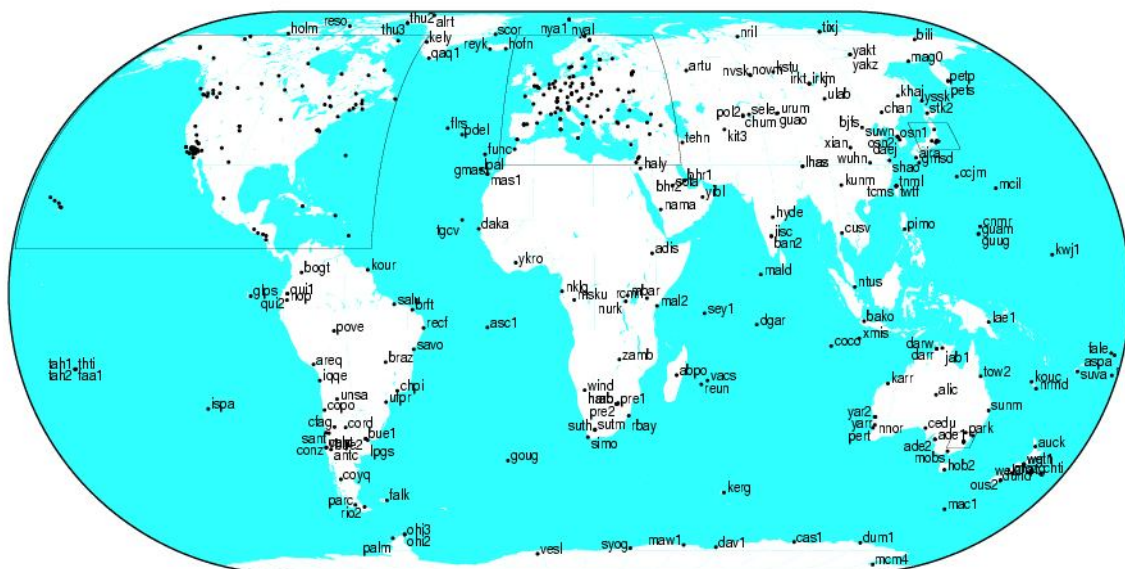 thu2
reso
alrt
holm
thu3
kely
scor
nya1
nyal
nril
tixj
bili
reyk
hofn
qaq1
yakt
yakz
mag0
artu
nvsk
novm
kstu
irkt
irkm
petp
pets
ulab
khaj
yssk
stk2
pol2
sele
urum
chum
guao
chan
flrs
pdel
kit3
tehn
bjfs
suwn
osn1
osn2
daej
xian
func
lpal
gmas
mas1
haly
lhas
wuhn
shao
aira
gmsd
bhr1
bhr2
yibl
kunm
tcms
tnml
twtf
ccjm
mcil
nama
hyde
tgcv
daka
iisc
ban2
cusv
pimo
cnmr
guam
guug
adis
kwj1
bogt
kour
ykro
mald
ntus
glps
qui1
qui2
riop
nklg
msku
rcmn
mbar
nurk
mal2
salu
brft
sey1
pove
recf
asc1
dgar
bako
xmis
lae1
savo
coco
darw
darr
jab1
tah1
thti
tah2
faa1
areq
braz
zamb
fale
aspa
suva
iqqe
abpo
vacs
reun
karr
alic
tow2
kouc
nrmd
ispa
unsa
chpi
ufpr
wind
pre1
pre2
copo
rbay
sunm
cord
suth
sutm
simo
yar2
yarr
pert
nnor
cedu
park
sant
conz
antc
bue1
lpgs
ade1
ade2
mobs
auck
goug
hob2
chti
ous2
coyq
kerg
parc
rio2
falk
mac1
ohi3
ohi2
palm
vesl
syog
maw1
dav1
cas1
dum1
mcm4